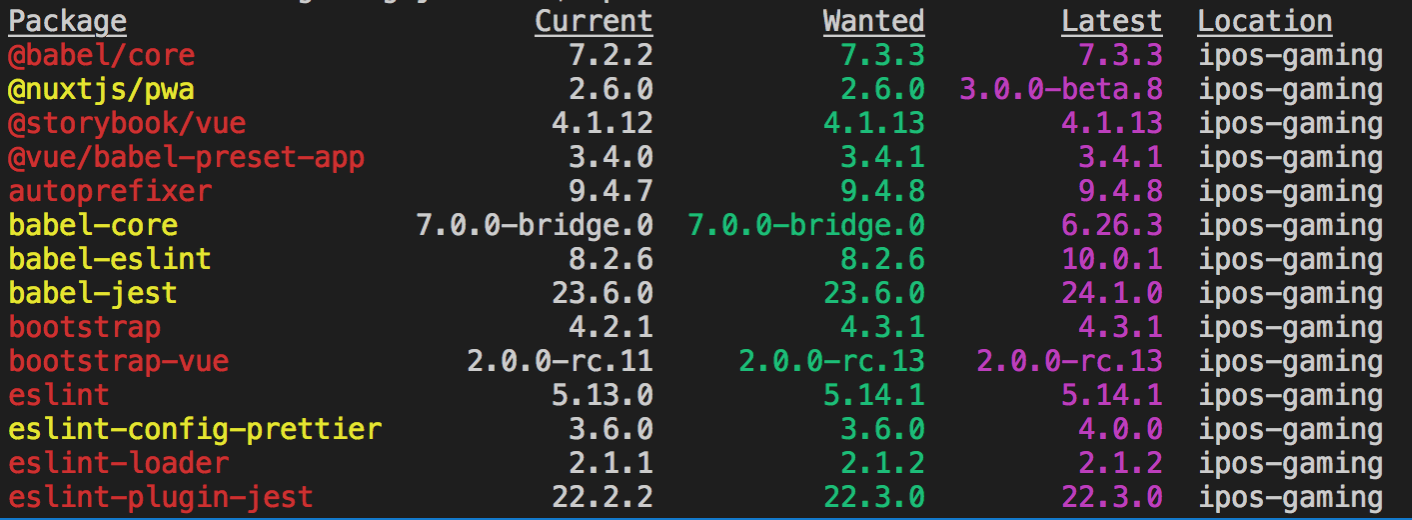 Package Current Wanted Latest Location
@babel/core 7.2.2 7.3.3 7.3.3 ipos-gaming
@nuxtjs/pwa 2.6.0 2.6.0 3.0.0-beta.8 ipos-gaming
@storybook/vue 4.1.12 4.1.13 4.1.13 ipos-gaming
@vue/babel-preset-app 3.4.0 3.4.1 3.4.1 ipos-gaming
autoprefixer 9.4.7 9.4.8 9.4.8 ipos-gaming
babel-core 7.0.0-bridge.0 7.0.0-bridge.0 6.26.3 ipos-gaming
babel-eslint 8.2.6 8.2.6 10.0.1 ipos-gaming
babel-jest 23.6.0 23.6.0 24.1.0 ipos-gaming
bootstrap 4.2.1 4.3.1 4.3.1 ipos-gaming
bootstrap-vue 2.0.0-rc.11 2.0.0-rc.13 2.0.0-rc.13 ipos-gaming
eslint 5.13.0 5.14.1 5.14.1 ipos-gaming
eslint-config-prettier 3.6.0 3.6.0 4.0.0 ipos-gaming
eslint-loader 2.1.1 2.1.2 2.1.2 ipos-gaming
eslint-plugin-jest 22.2.2 22.3.0 22.3.0 ipos-gaming